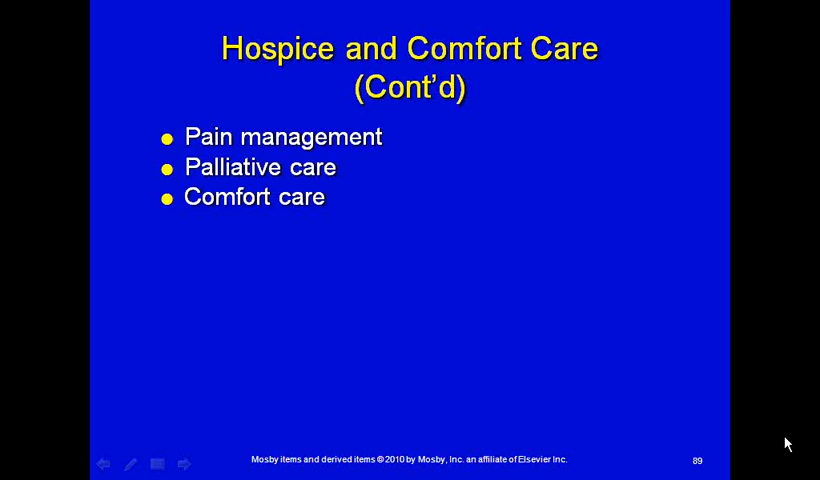 Hospice and Comfort Care
(Cont’d)
Pain management
Palliative care
Comfort care
Mosby items and derived items © 2010 by Mosby, Inc. an affiliate of Elsevier Inc.
89